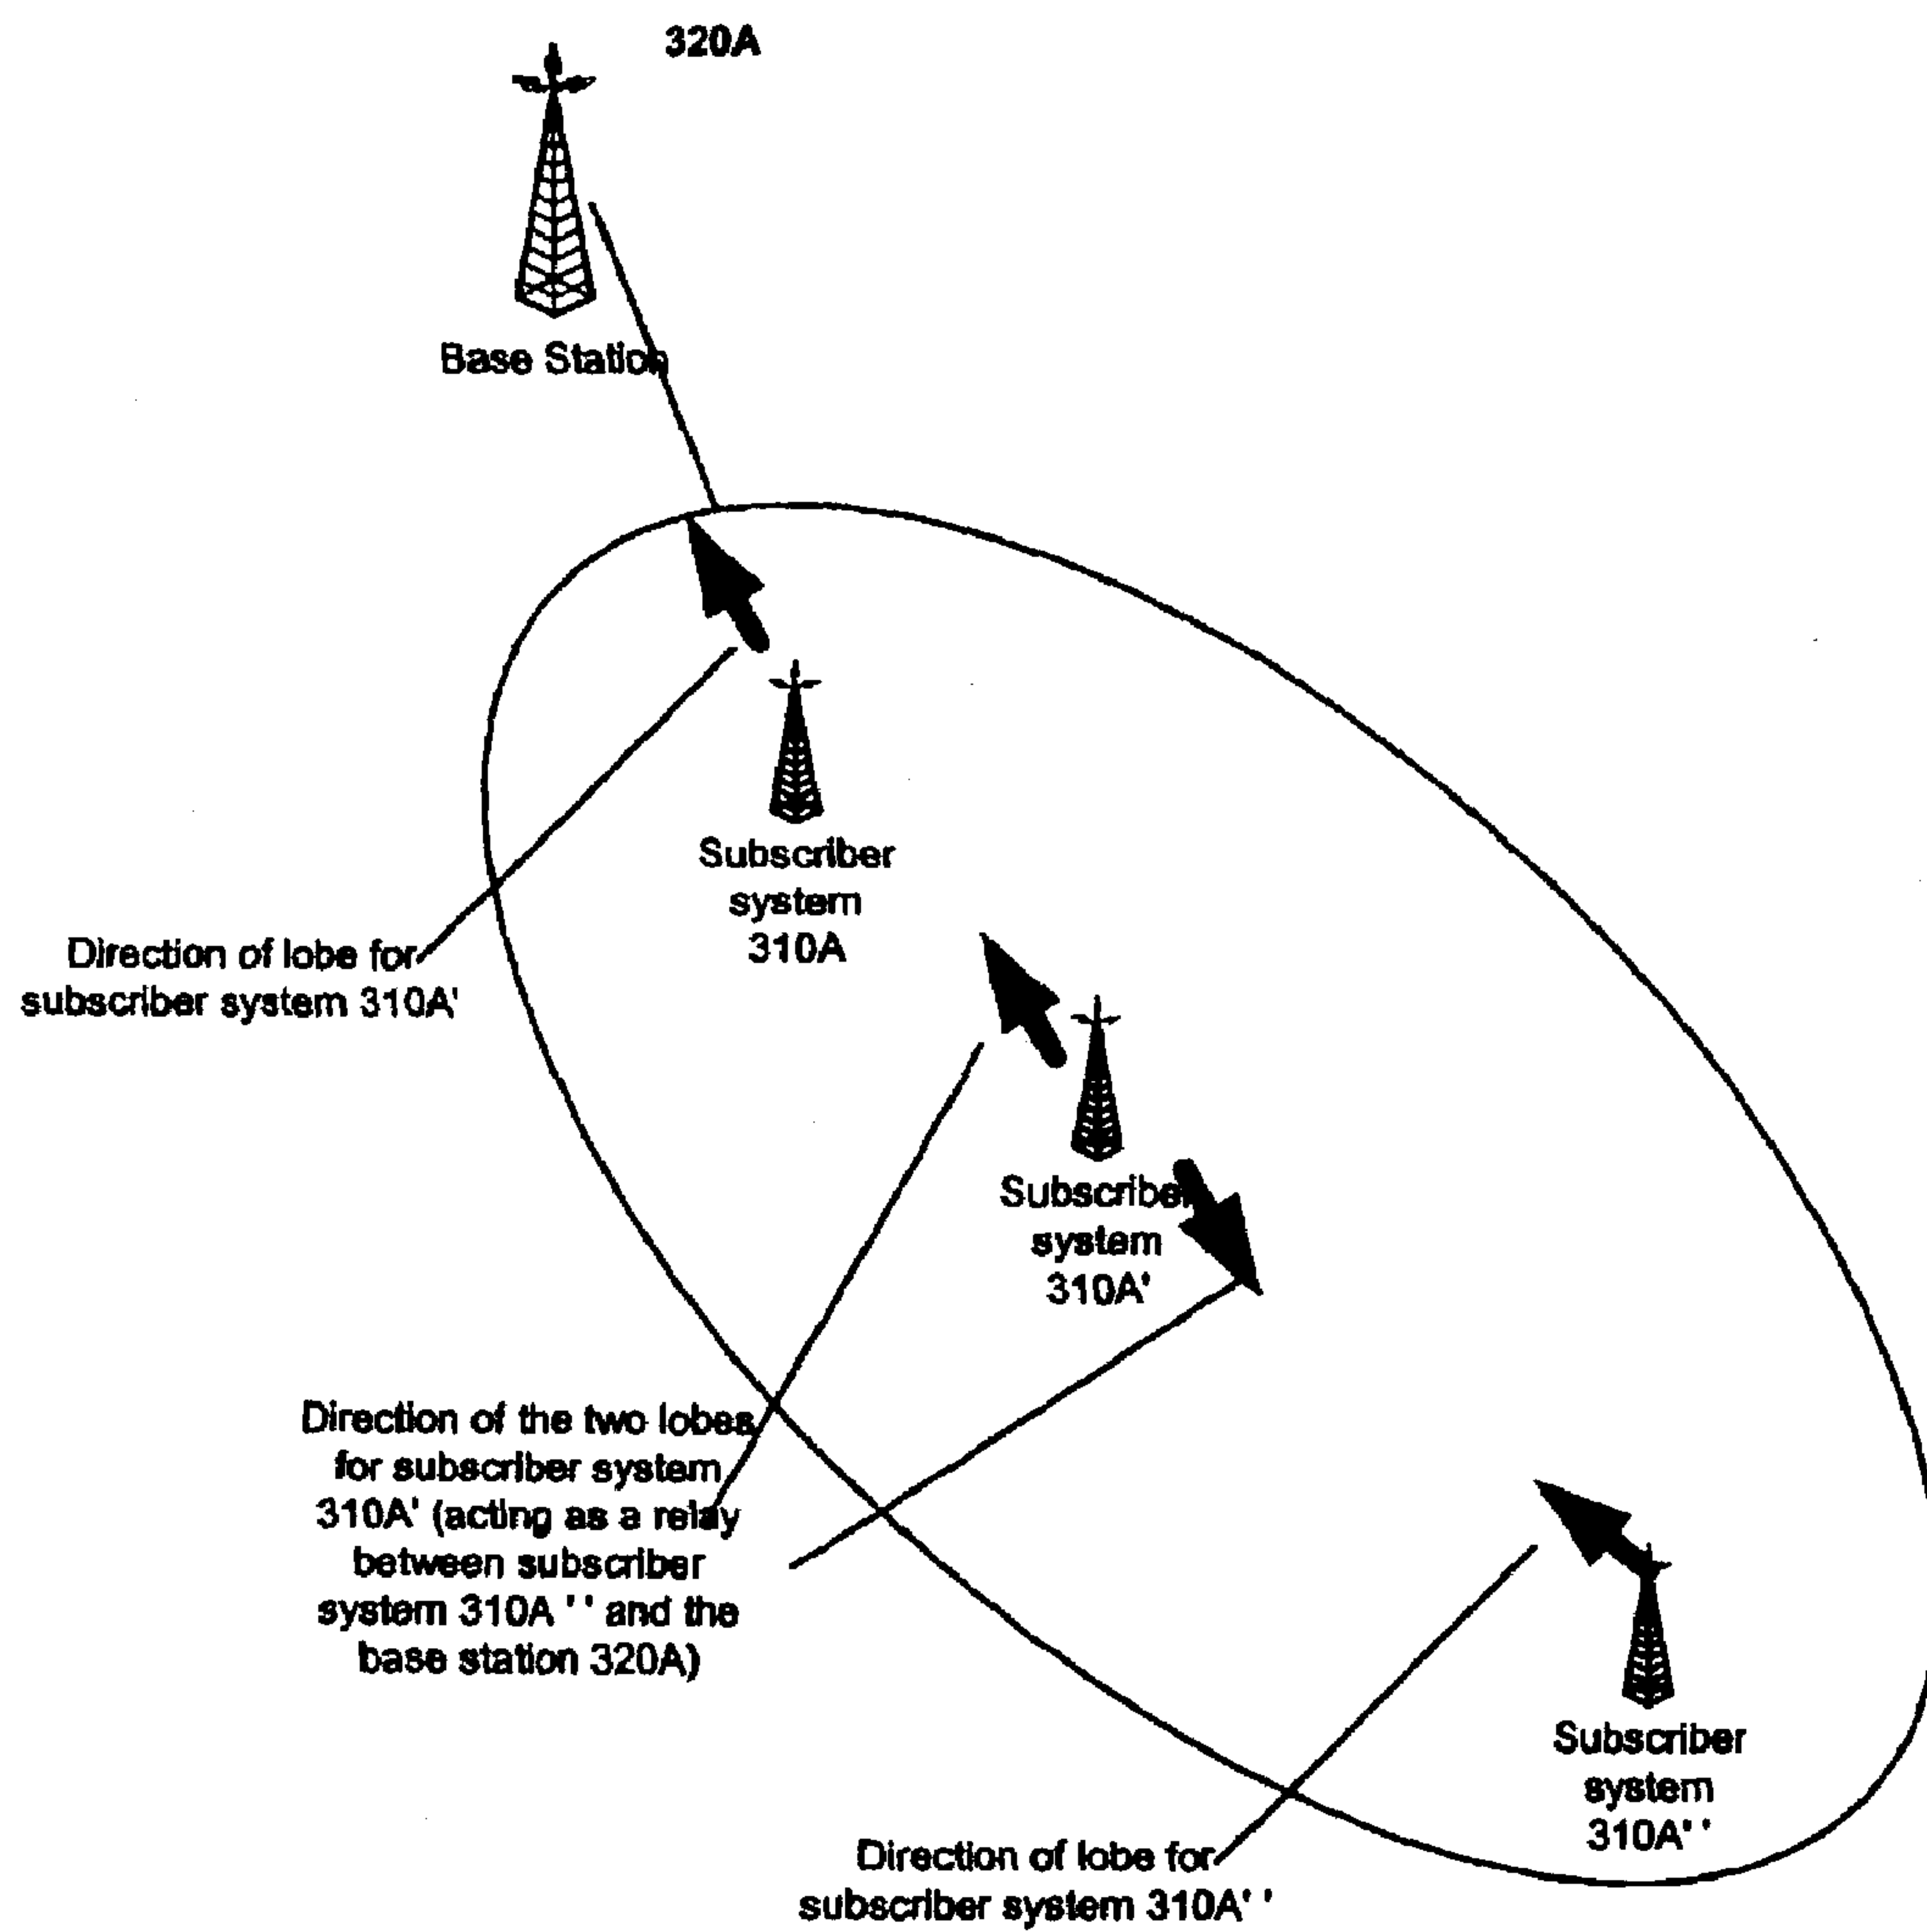 320A
Base Station
Subscriber
system
310A
Direction of lobe for
subscriber system 310A'
Subscriber
system
310A'
Direction of the two lobes
for subscriber system
310A' (acting as a relay
between subscriber
system 310A '' and the
base station 320A)
Subscriber
system
310A''
Direction of lobe for
subscriber system 310A''